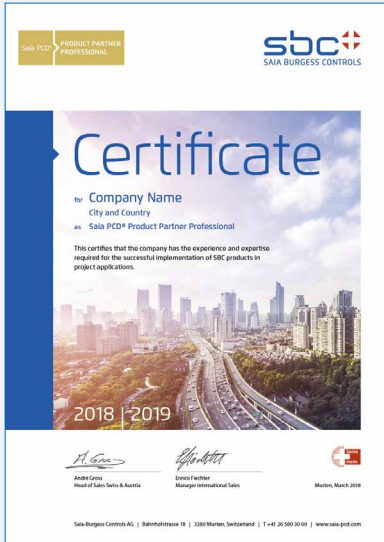 Saia PCD® PRODUCT PARTNER
PROFESSIONAL
sbc
SAIA BURGESS CONTROLS
Certificate
for Company Name
City and Country
as Saia PCD® Product Partner Professional
This certifies that the company has the experience and expertise
required for the successful implementation of SBC products in
project applications.
2018 | 2019
André Gross
Head of Sales Swiss & Austria
Enrico Fiechter
Manager International Sales
Swiss
made
Murten, March 2018
Saia-Burgess Controls AG | Bahnhofstrasse 18 | 3280 Murten, Switzerland | T +41 26 580 30 00 | www.saia-pcd.com